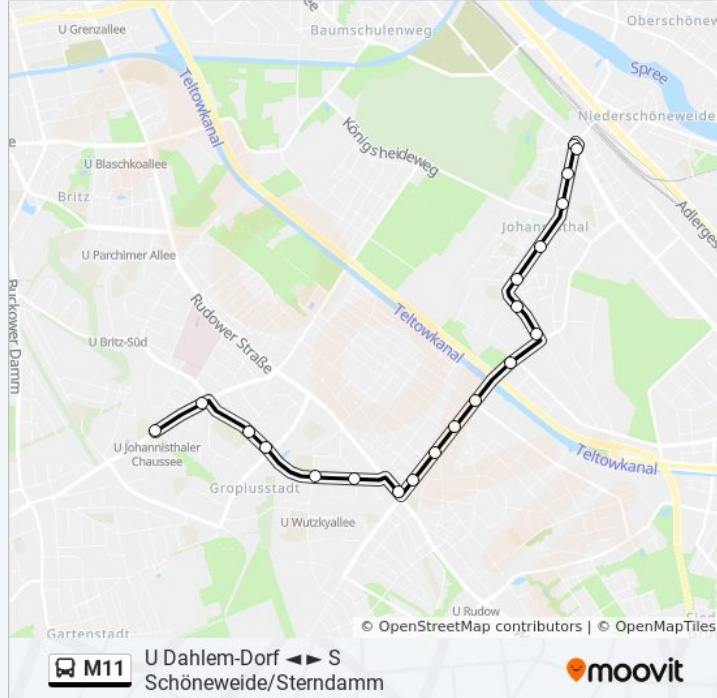 U Grenzallee
Baumschulenweg
Oberschönew
Spree
Teltowkanal
Niederschöneweide
Königsheideweg
U Blaschkoallee
Britz
Johannisthal
Adlerges
U Parchimer Allee
Buckower Damm
Rudower Straße
Teltowkanal
U Britz-Süd
U Johannisthaler
Chaussee
Teltowkanal
Gropiusstadt
U Wutzkyallee
U Rudow
Gartenstadt
© OpenStreetMap contributors | © OpenMapTiles
M11
U Dahlem-Dorf ◄► S
Schöneweide/Sterndamm
moovit